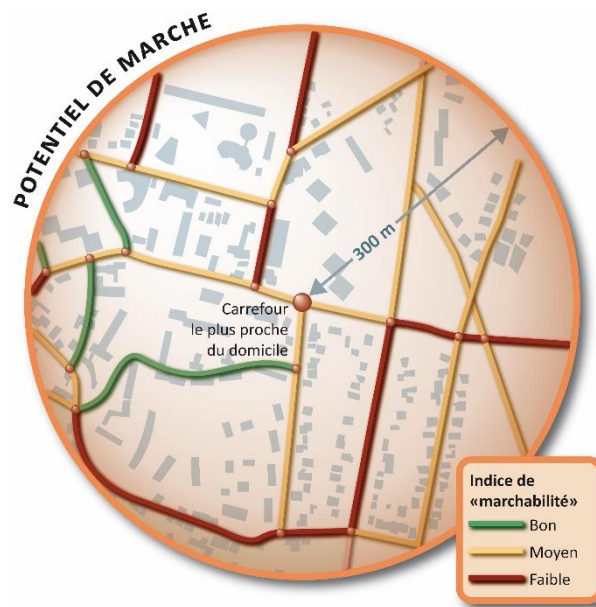 POTENTIEL DE MARCHE
300 m
Carrefour
le plus proche
du domicile
Indice de
«marchabilité»
Bon
Moyen
Faible